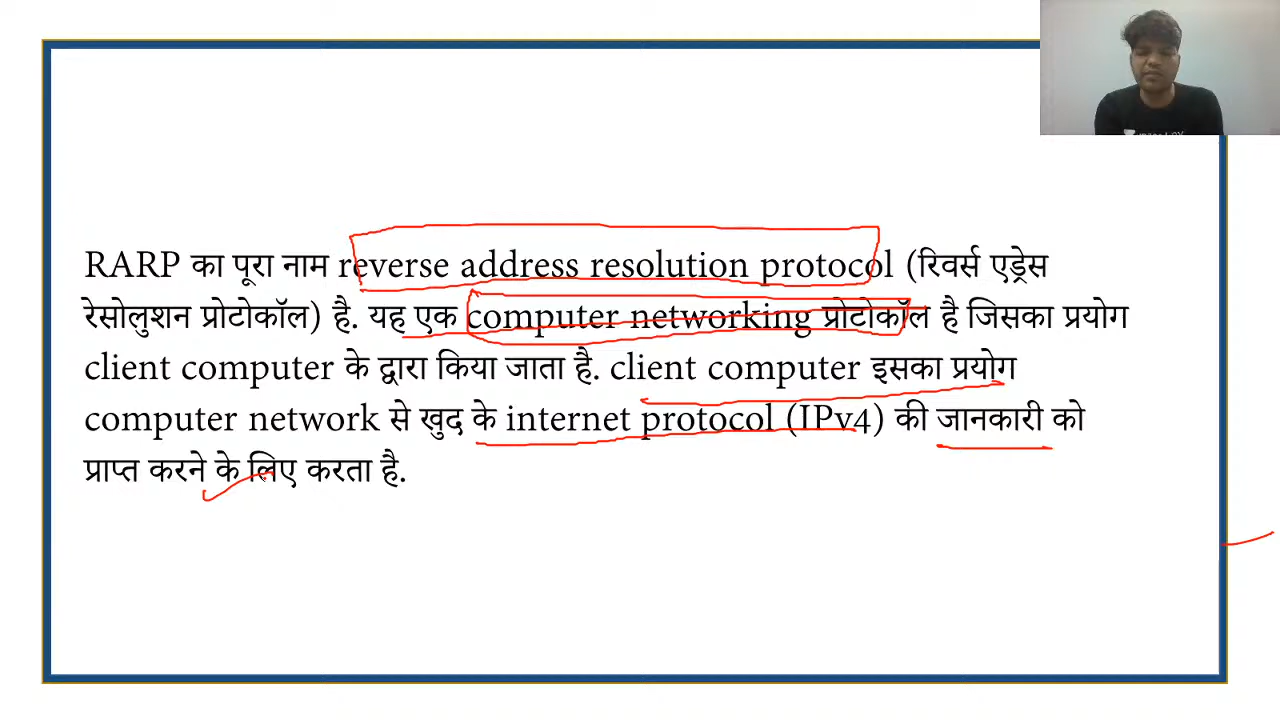 RARP का पूरा नाम reverse address resolution protocol (रिवर्स एड्रेस
रेसोलुशन प्रोटोकॉल) है. यह एक computer networking प्रोटोकॉल है जिसका प्रयोग
client computer के द्वारा किया जाता है. client computer इसका प्रयोग
computer network से खुद के internet protocol (IPv4) की जानकारी को
प्राप्त करने के लिए करता है.